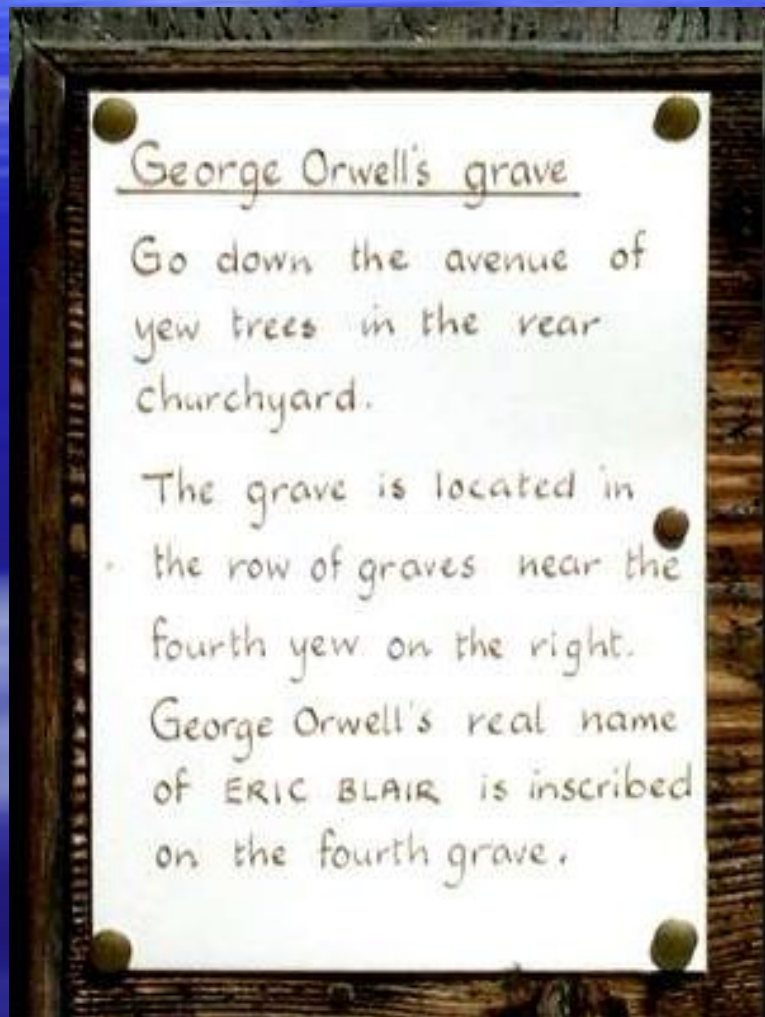 George Orwell's grave
Go down the avenue of
yew trees in the rear
churchyard.
The grave is located in
the row of graves near the
fourth yew on the right.
George Orwell's real name
of ERIC BLAIR is inscribed
on the fourth grave.